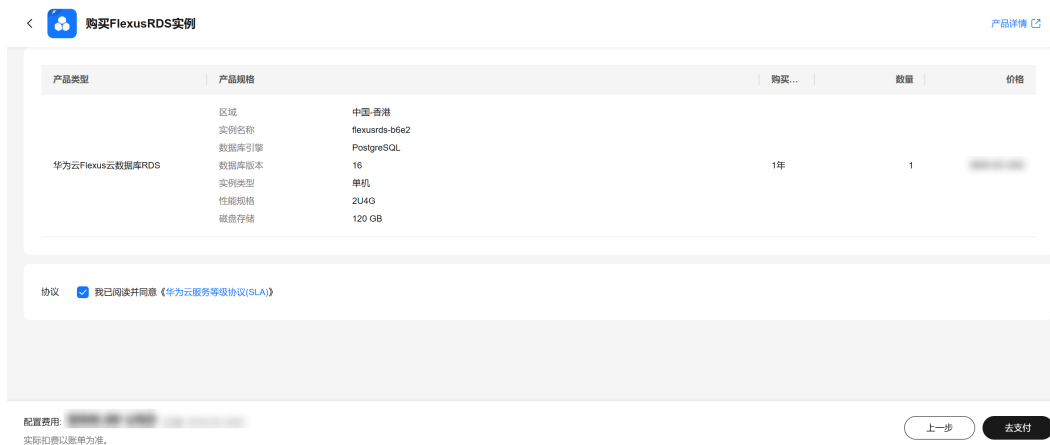 购买FlexusRDS实例
产品详情
产品类型 产品规格 购买... 数量 价格
区域 中国-香港
实例名称 flexusrds-b6e2
数据库引擎 PostgreSQL
华为云Flexus云数据库RDS 数据库版本 16 1年 1
实例类型 单机
性能规格 2U4G
磁盘存储 120 GB
协议 我已阅读并同意《华为云服务等级协议(SLA)》
配置费用:
上一步 去支付
实际扣费以账单为准。